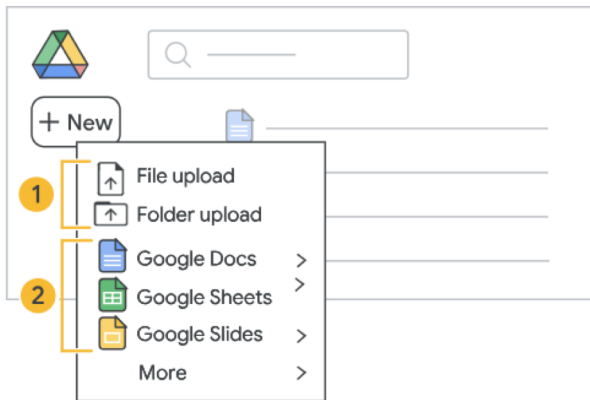 + New
1
File upload
Folder upload
2
Google Docs
Google Sheets
Google Slides
More